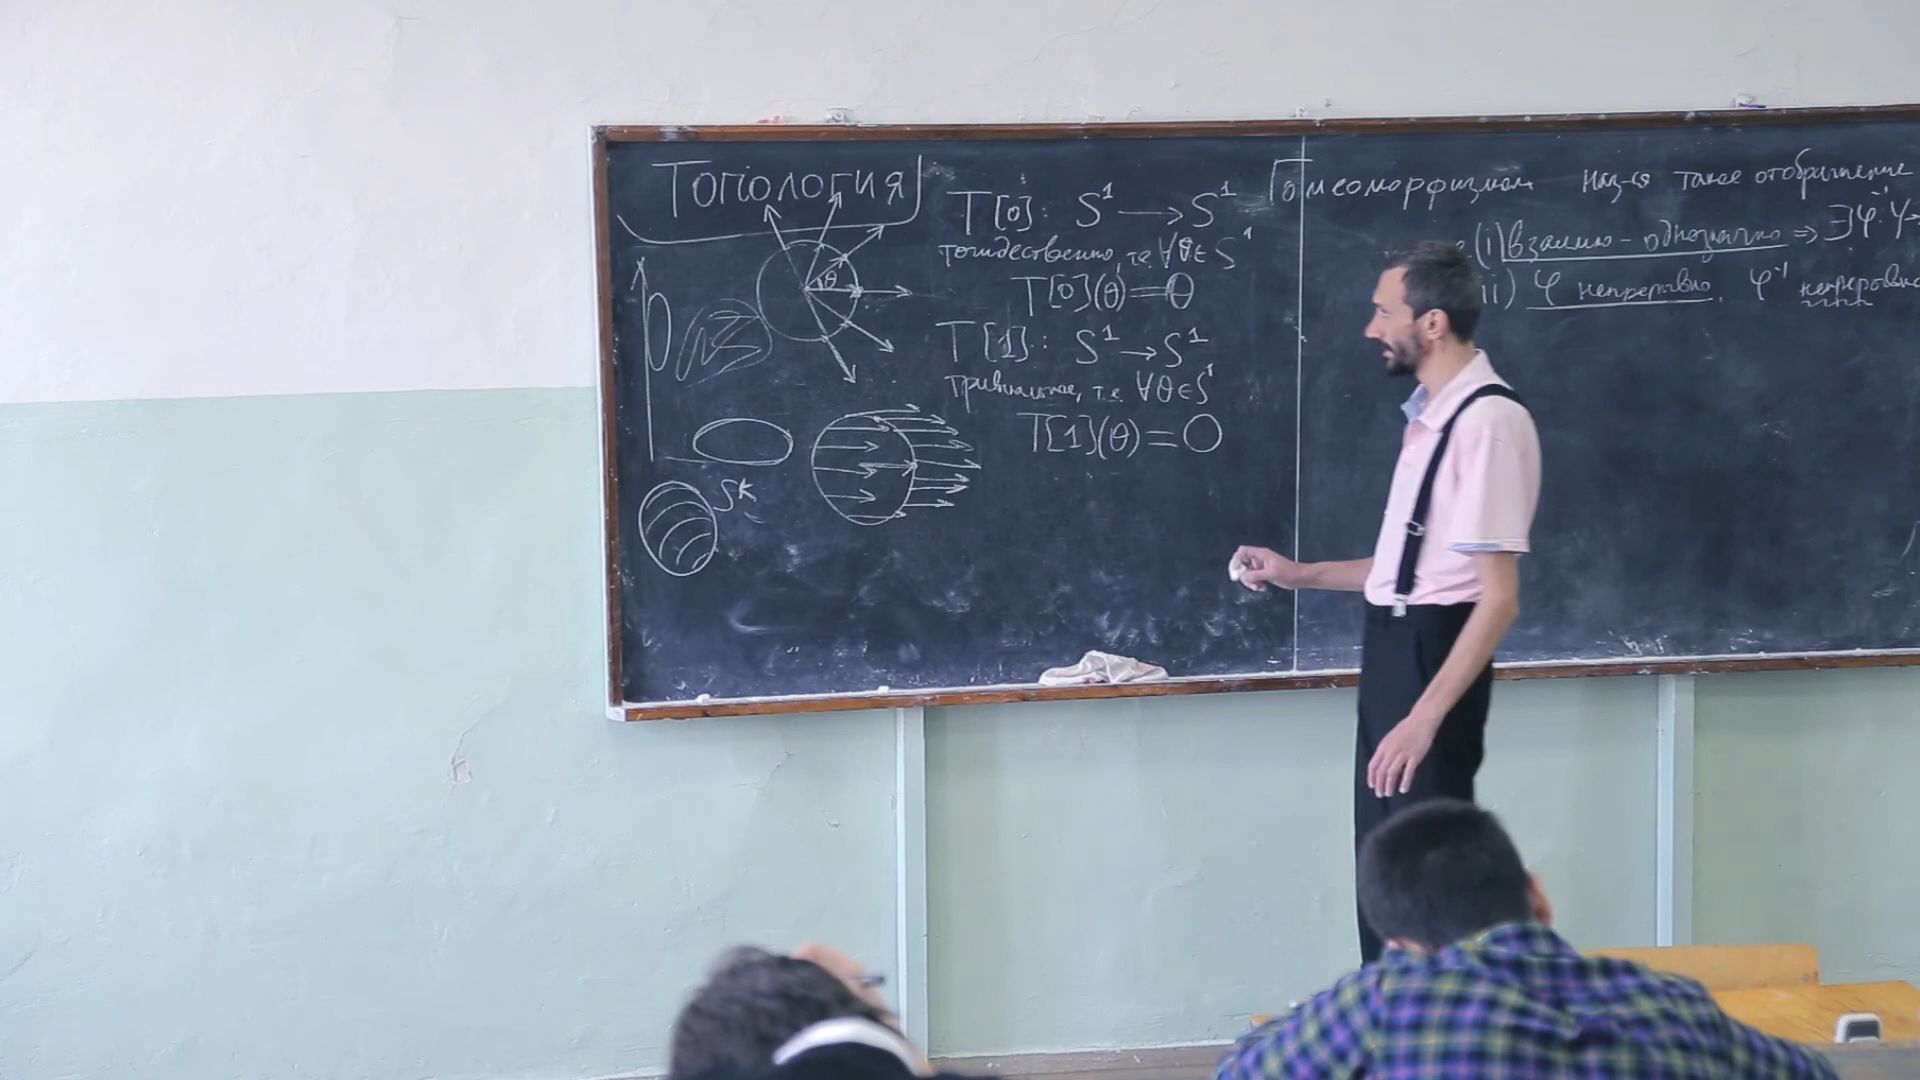 Топология
T[0]: S¹ → S¹
тождественно, т.е. ∀θ∈S¹
T[0](θ)=θ
T[1]: S¹ → S¹
тривиальное, т.е. ∀θ∈S¹
T[1](θ)=0
θ
Sᴷ
Гомеоморфизмом наз-ся такое отображение
(i) взаимно-однозначно ⇒ ∃φ⁻¹:Y→
ii) φ непрерывно, φ⁻¹ непрерывно